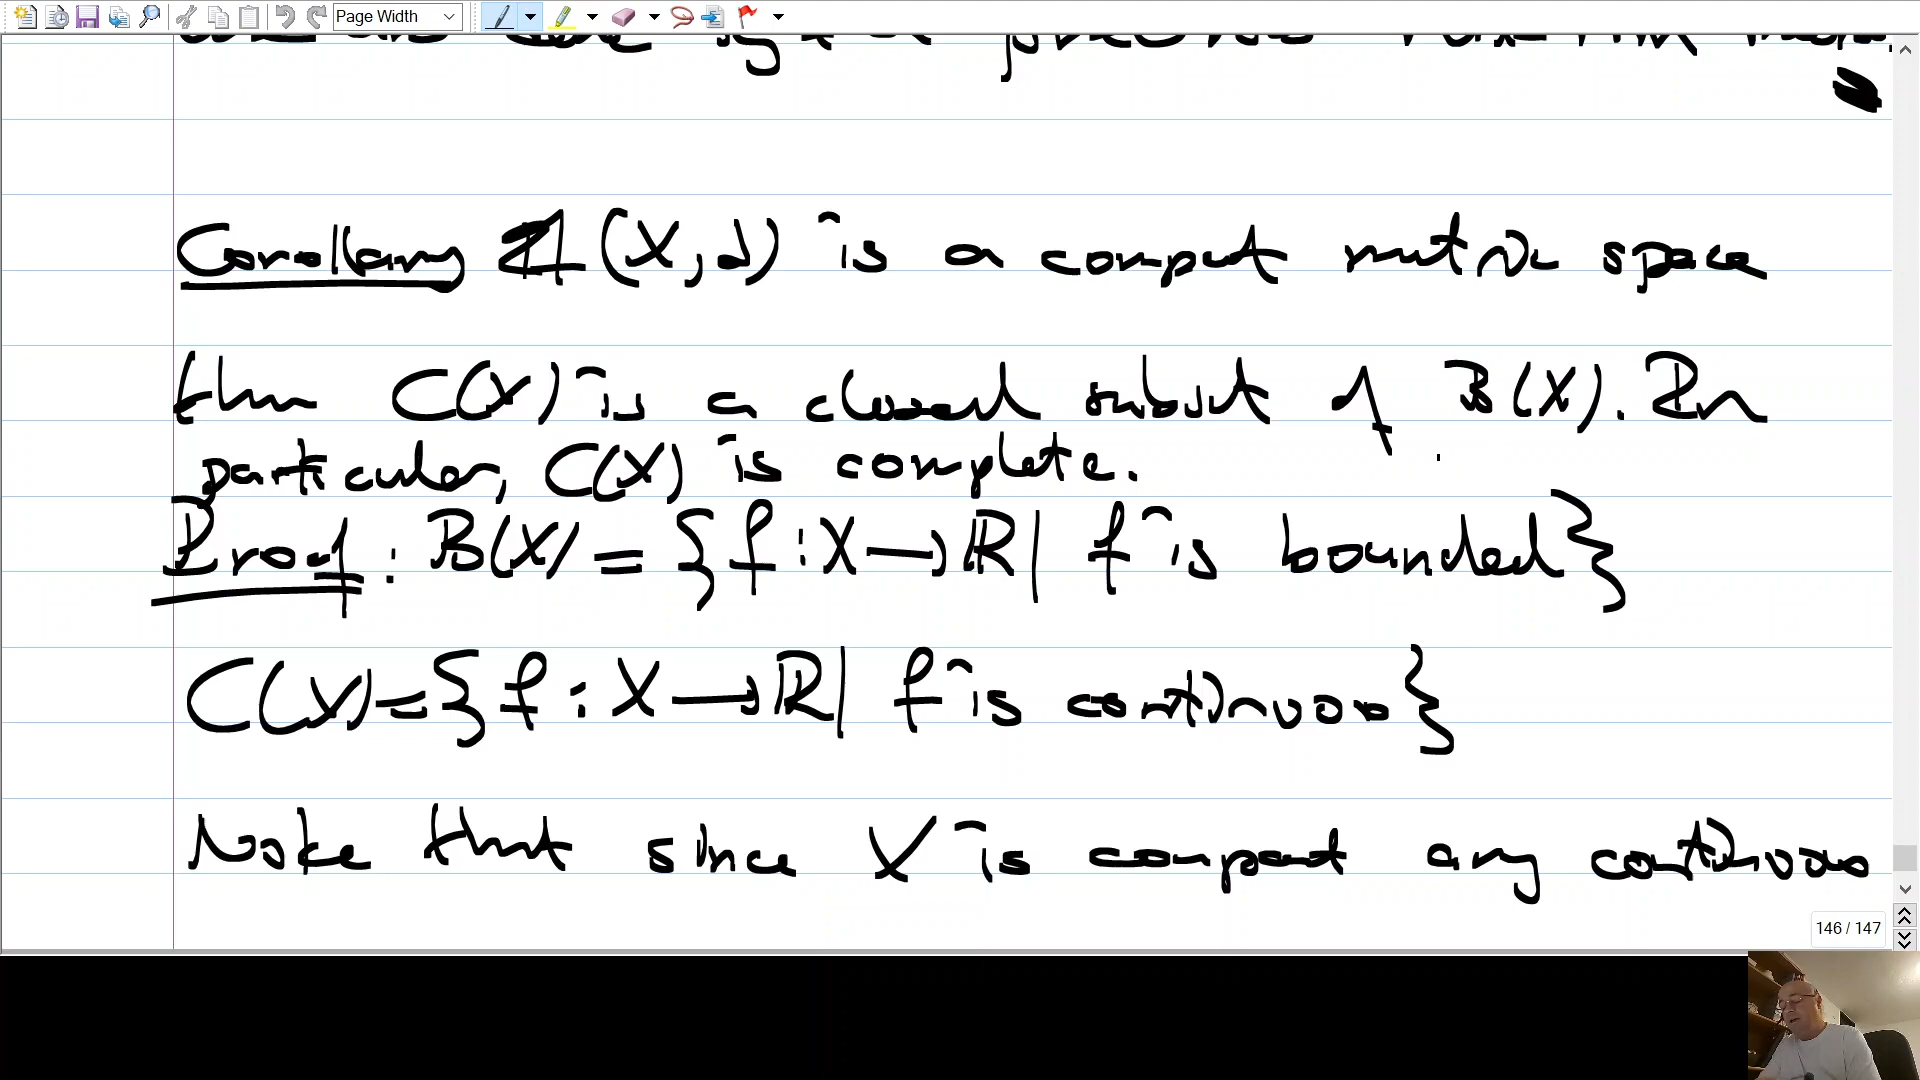 Page Width
Corollary If (X,d) is a compact metric space
then C(X) is a closed subset of B(X). In
particular, C(X) is complete.
Proof: B(X) = {f : X → ℝ | f is bounded}
C(X) = {f : X → ℝ | f is continuous}
Note that since X is compact any continuous
146 / 147